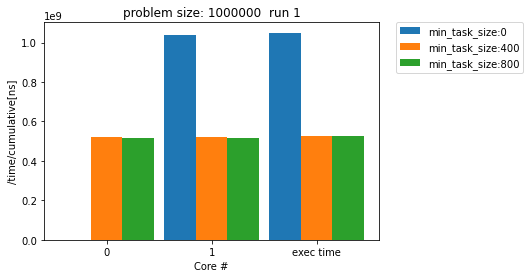 problem size: 1000000  run 1
1e9
1.0
0.8
0.6
0.4
0.2
0.0
/time/cumulative[ns]
0
1
exec time
Core #
min_task_size:0
min_task_size:400
min_task_size:800